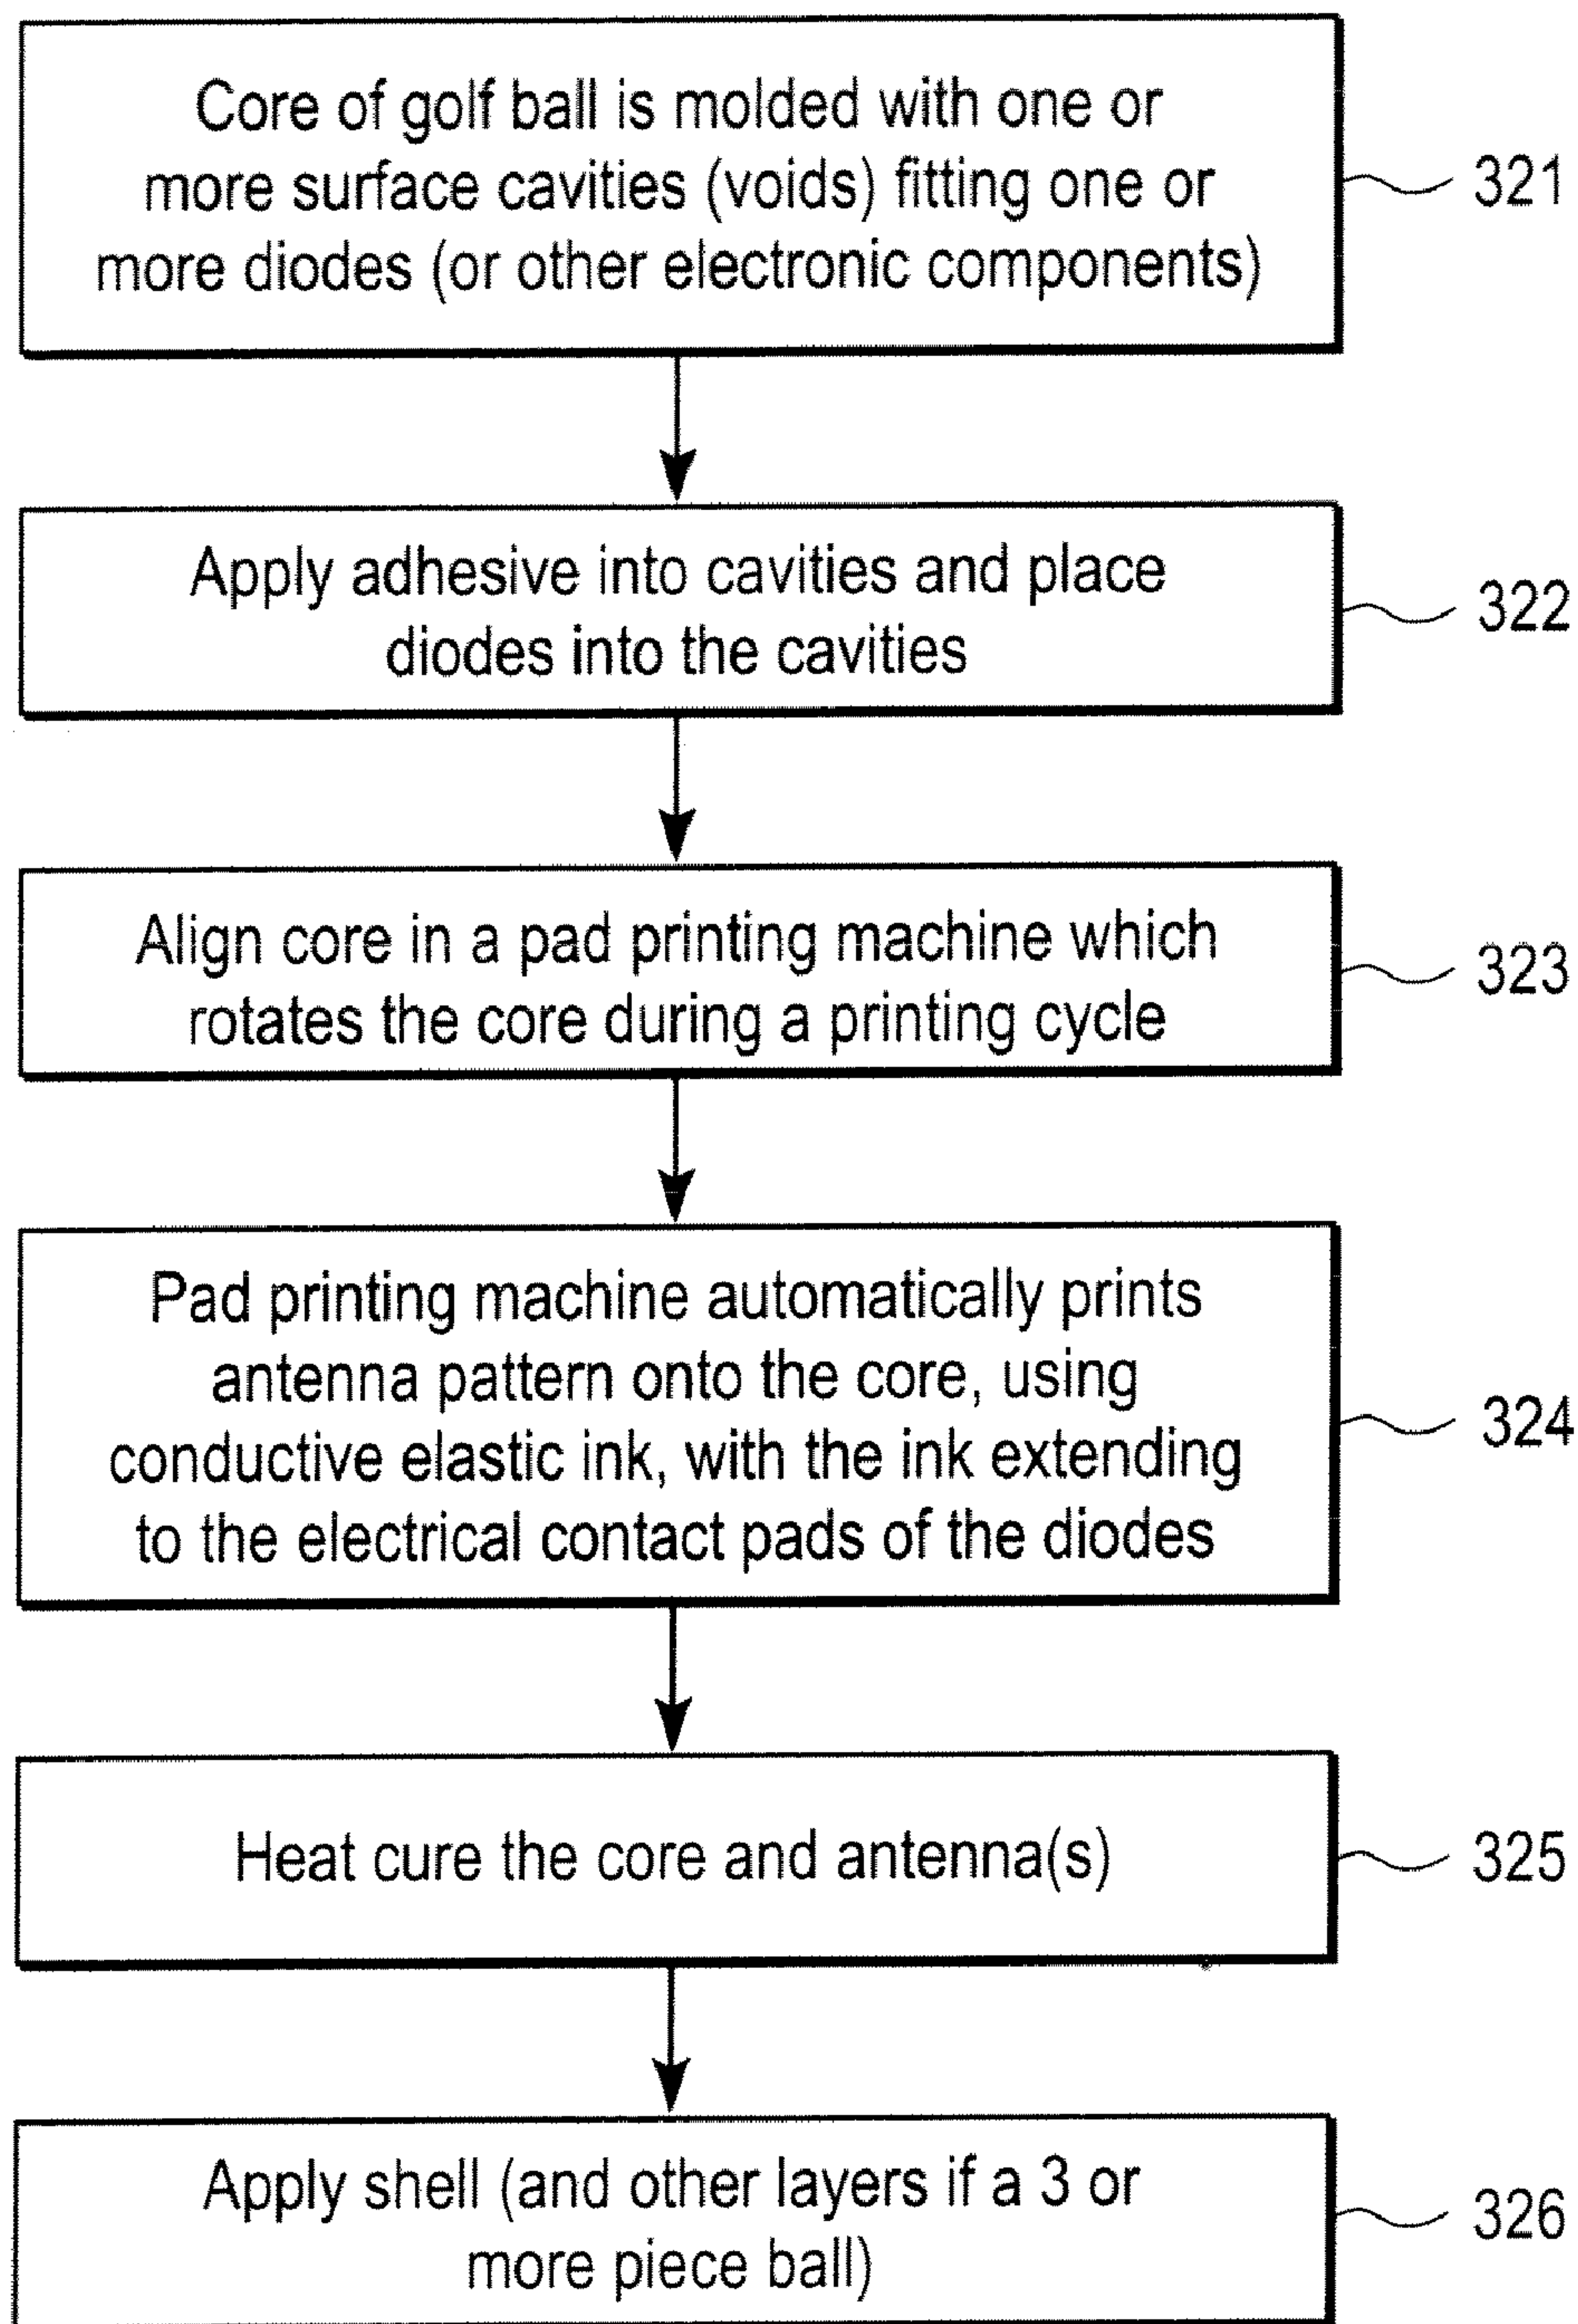 Core of golf ball is molded with one or
more surface cavities (voids) fitting one or
more diodes (or other electronic components)
321
Apply adhesive into cavities and place
diodes into the cavities
322
Align core in a pad printing machine which
rotates the core during a printing cycle
323
Pad printing machine automatically prints
antenna pattern onto the core, using
conductive elastic ink, with the ink extending
to the electrical contact pads of the diodes
324
Heat cure the core and antenna(s)
325
Apply shell (and other layers if a 3 or
more piece ball)
326